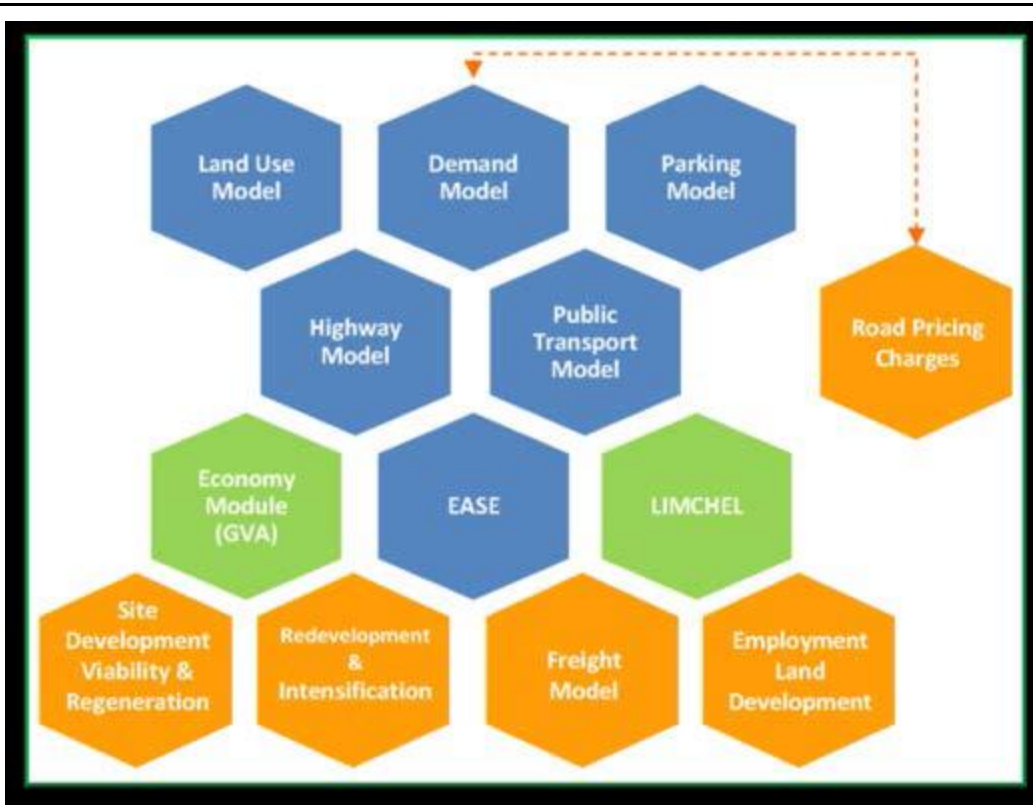 Land Use
Model
Demand
Model
Parking
Model
Highway
Model
Public
Transport
Model
Road Pricing
Charges
Economy
Module
(GVA)
EASE
LIMCHEL
Site
Development
Viability &
Regeneration
Redevelopment
&
Intensification
Freight
Model
Employment
Land
Development